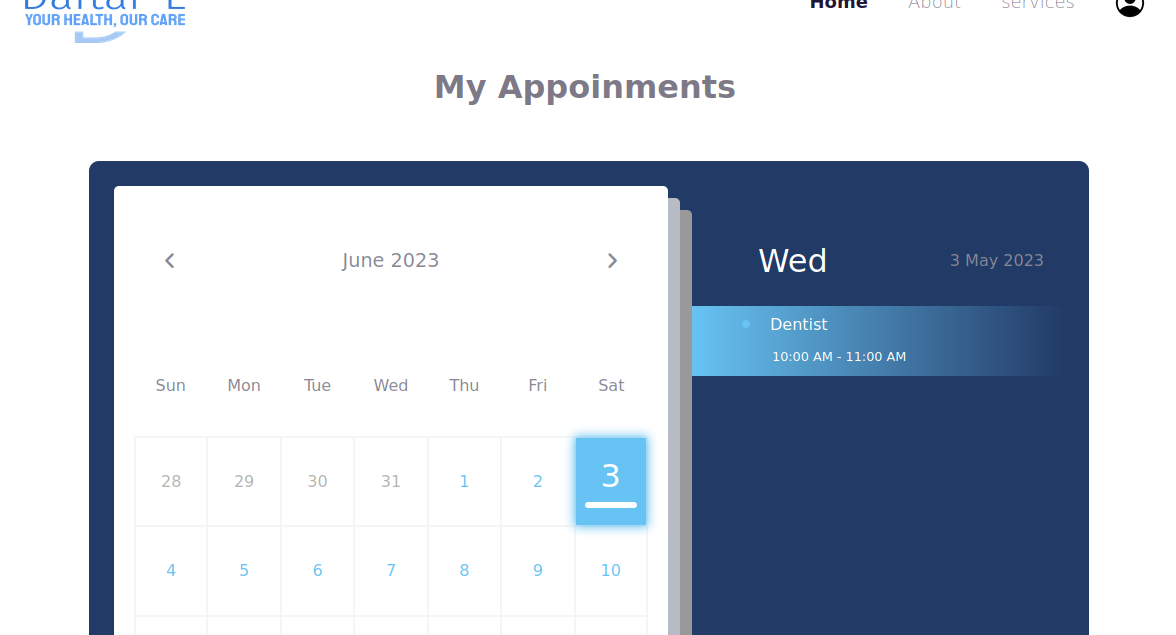 YOUR HEALTH, OUR CARE
Home About services
My Appoinments
June 2023
Sun Mon Tue Wed Thu Fri Sat
28 29 30 31 1 2 3
4 5 6 7 8 9 10
Wed 3 May 2023
Dentist
10:00 AM - 11:00 AM